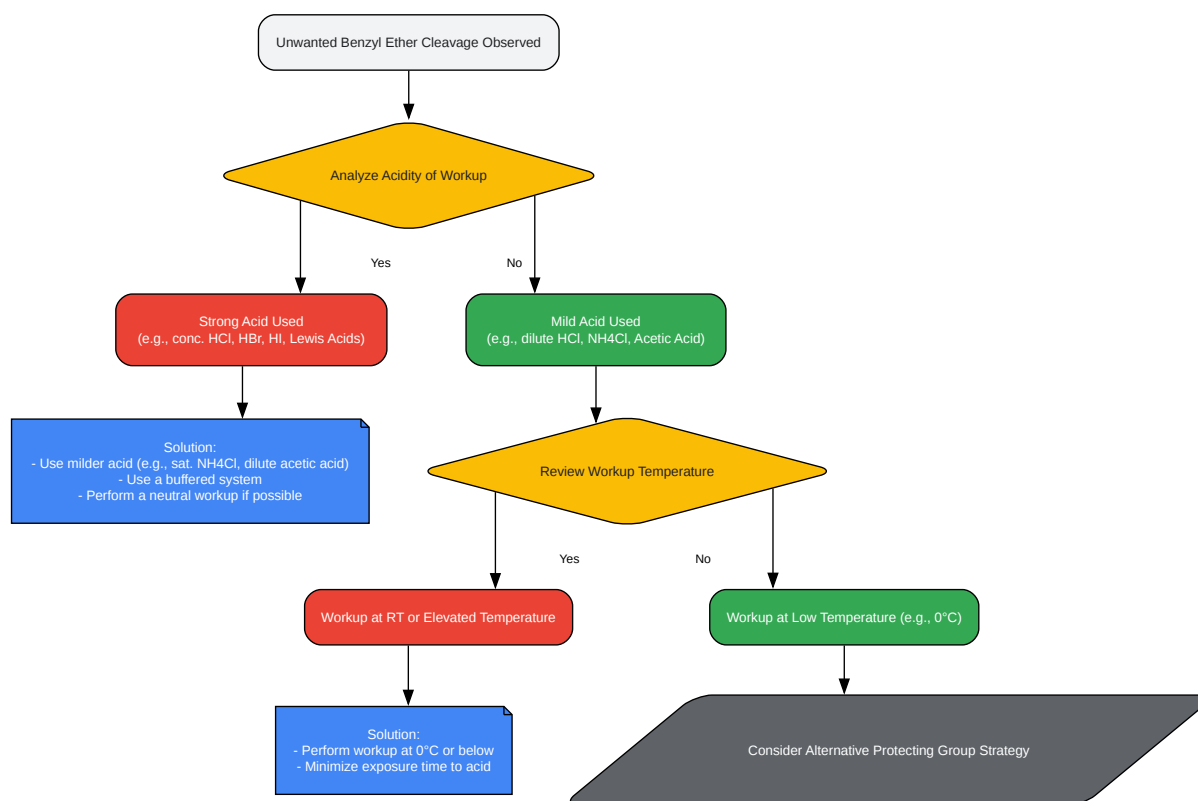 Unwanted Benzyl Ether Cleavage Observed
Analyze Acidity of Workup
Yes
No
Strong Acid Used
(e.g., conc. HCl, HBr, HI, Lewis Acids)
Mild Acid Used
(e.g., dilute HCl, NH4Cl, Acetic Acid)
Solution:
- Use milder acid (e.g., sat. NH4Cl, dilute acetic acid)
- Use a buffered system
- Perform a neutral workup if possible
Review Workup Temperature
Yes
No
Workup at RT or Elevated Temperature
Workup at Low Temperature (e.g., 0°C)
Solution:
- Perform workup at 0°C or below
- Minimize exposure time to acid
Consider Alternative Protecting Group Strategy